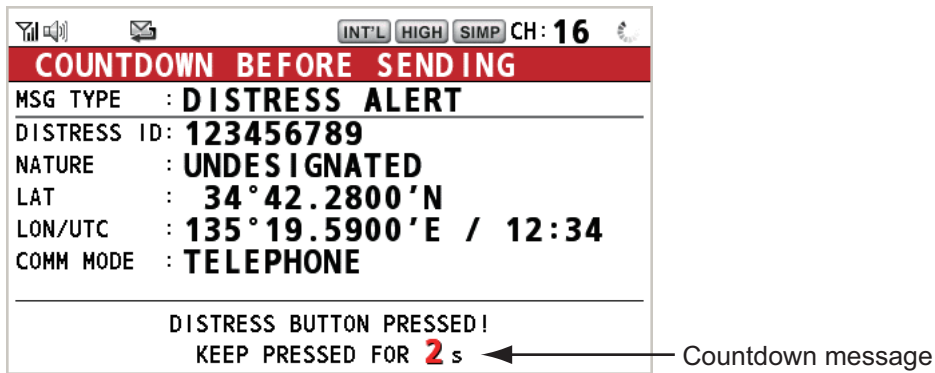 INT'L HIGH SIMP CH: 16
COUNTDOWN BEFORE SENDING
MSG TYPE : DISTRESS ALERT
DISTRESS ID: 123456789
NATURE : UNDESIGNATED
LAT : 34°42.2800'N
LON/UTC : 135°19.5900'E / 12:34
COMM MODE : TELEPHONE
DISTRESS BUTTON PRESSED!
KEEP PRESSED FOR 2 s
Countdown message